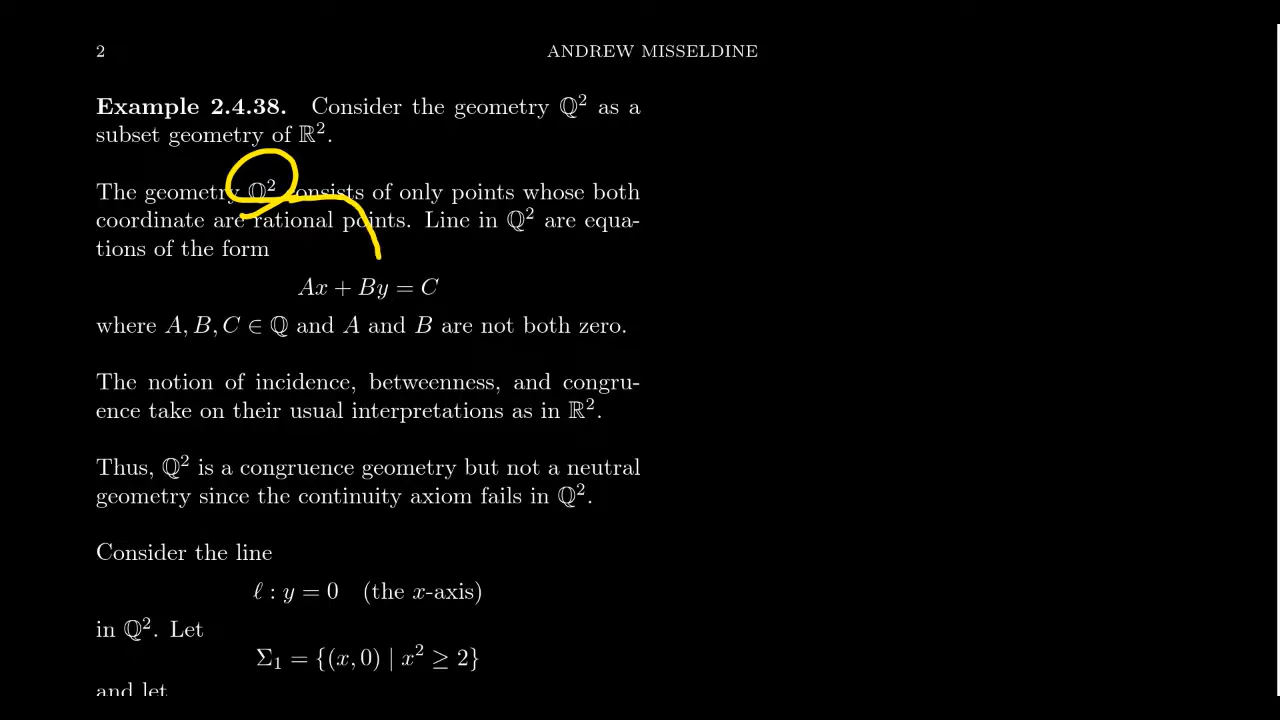 2 ANDREW MISSELDINE
Example 2.4.38. Consider the geometry ℚ² as a
subset geometry of ℝ².
The geometry ℚ² consists of only points whose both
coordinate are rational points. Line in ℚ² are equa-
tions of the form
Ax + By = C
where A, B, C ∈ ℚ and A and B are not both zero.
The notion of incidence, betweenness, and congru-
ence take on their usual interpretations as in ℝ².
Thus, ℚ² is a congruence geometry but not a neutral
geometry since the continuity axiom fails in ℚ².
Consider the line
ℓ : y = 0 (the x-axis)
in ℚ². Let
Σ₁ = {(x, 0) | x² ≥ 2}
and let